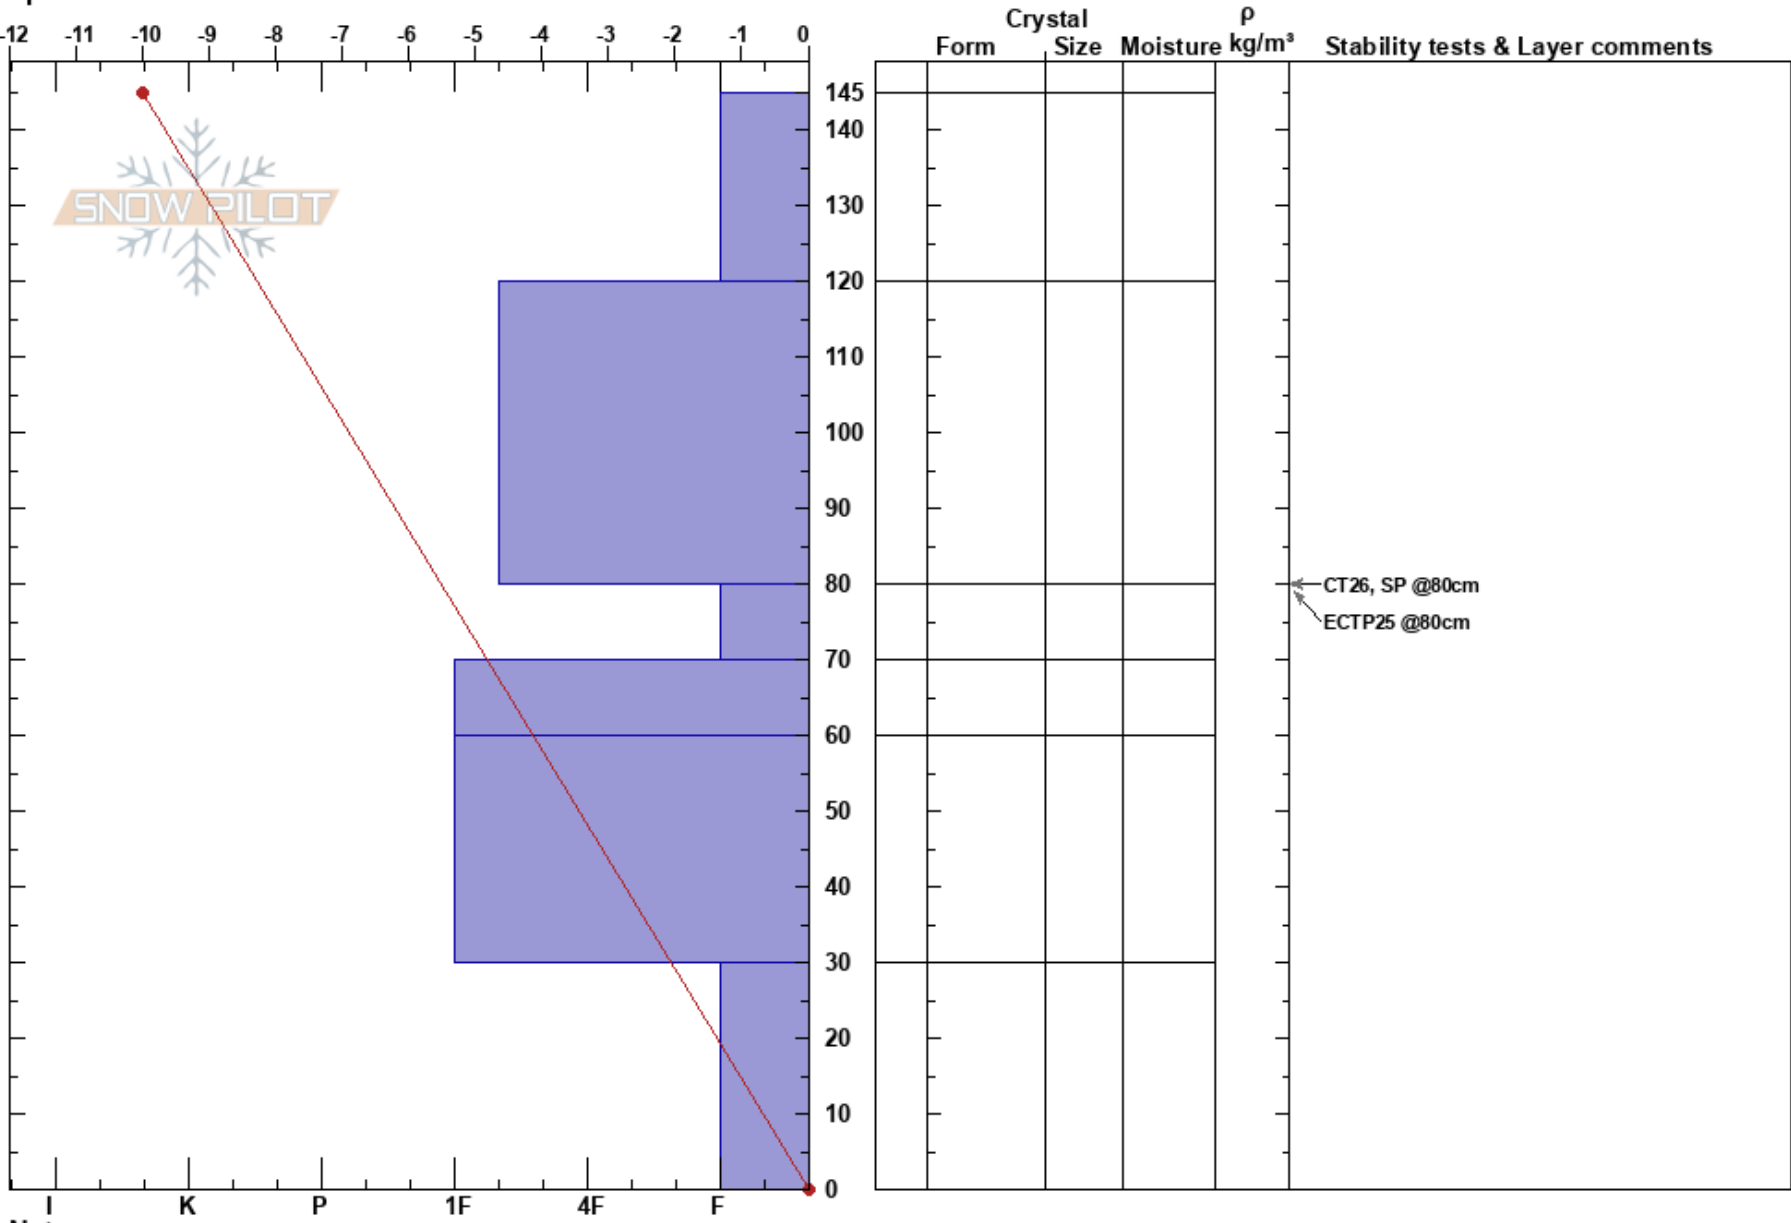 Crystal ρ
-12 -11 -10 -9 -8 -7 -6 -5 -4 -3 -2 -1 0
Form Size Moisture kg/m³ Stability tests & Layer comments
145
140
SNOW PILOT
130
120
110
100
90
80
CT26, SP @80cm
ECTP25 @80cm
70
60
50
40
30
20
10
0
I K P 1F 4F F